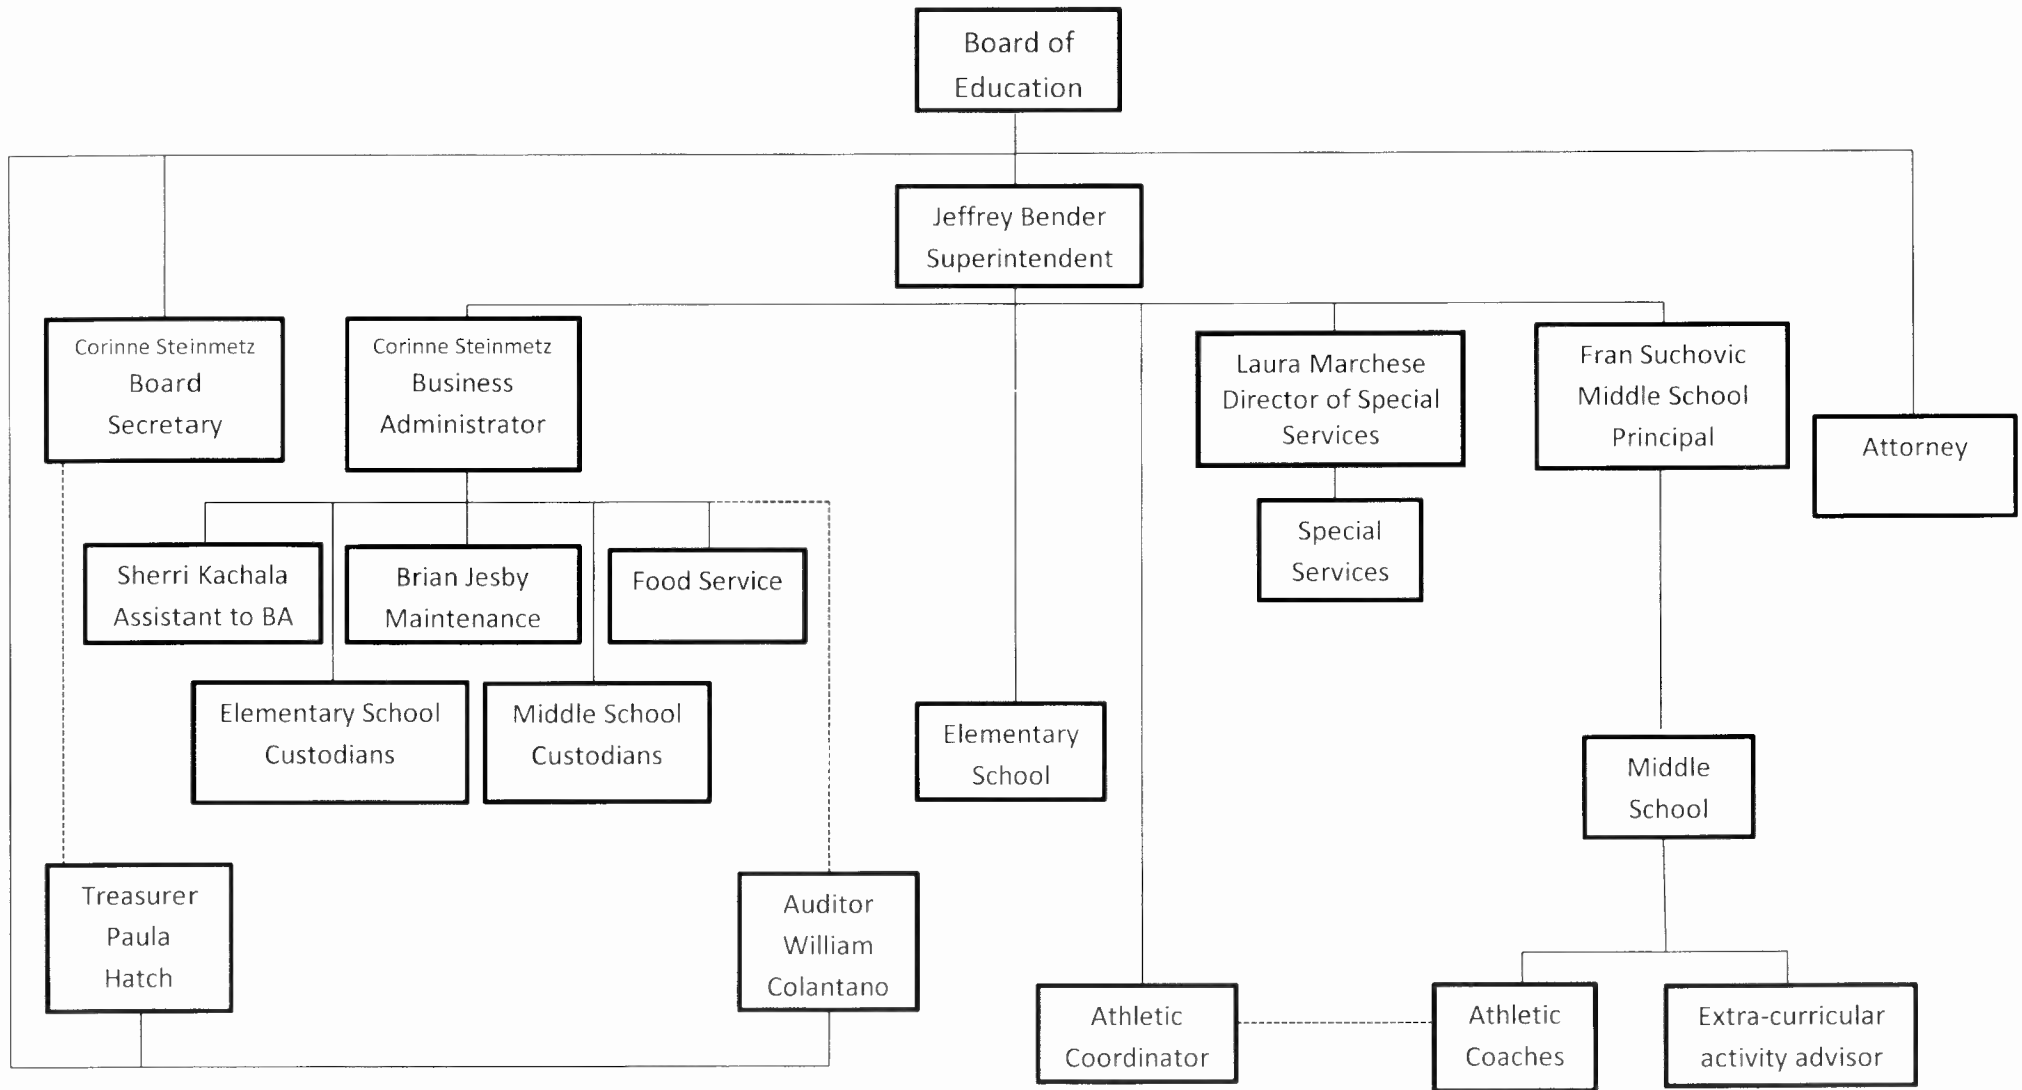 Board of
Education
Jeffrey Bender
Superintendent
Corinne Steinmetz
Board
Secretary
Corinne Steinmetz
Business
Administrator
Laura Marchese
Director of Special
Services
Fran Suchovic
Middle School
Principal
Attorney
Special
Services
Sherri Kachala
Assistant to BA
Brian Jesby
Maintenance
Food Service
Elementary School
Custodians
Middle School
Custodians
Elementary
School
Middle
School
Treasurer
Paula
Hatch
Auditor
William
Colantano
Athletic
Coordinator
Athletic
Coaches
Extra-curricular
activity advisor